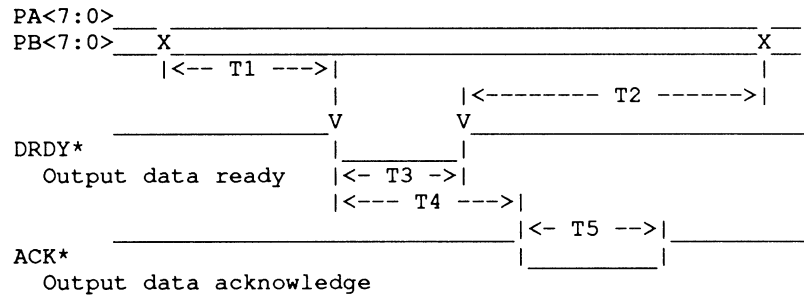 PA<7:0>
PB<7:0> X X
|<-- T1 --->|
|<-------- T2 ------>|
V V
DRDY*
Output data ready |<- T3 ->|
|<--- T4 --->|
|<- T5 -->|
ACK*
Output data acknowledge